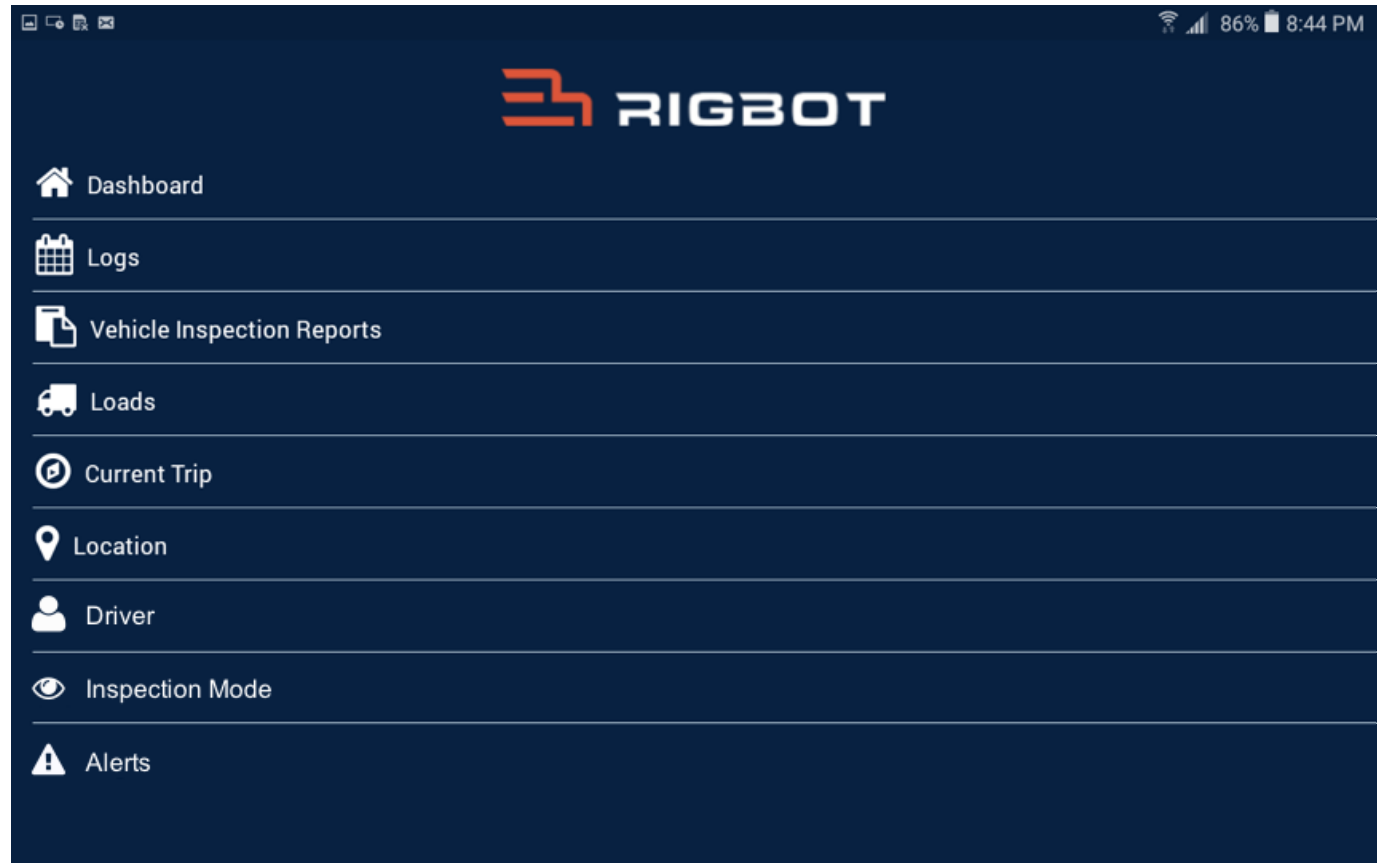 86% 8:44 PM
RIGBOT
Dashboard
Logs
Vehicle Inspection Reports
Loads
Current Trip
Location
Driver
Inspection Mode
Alerts